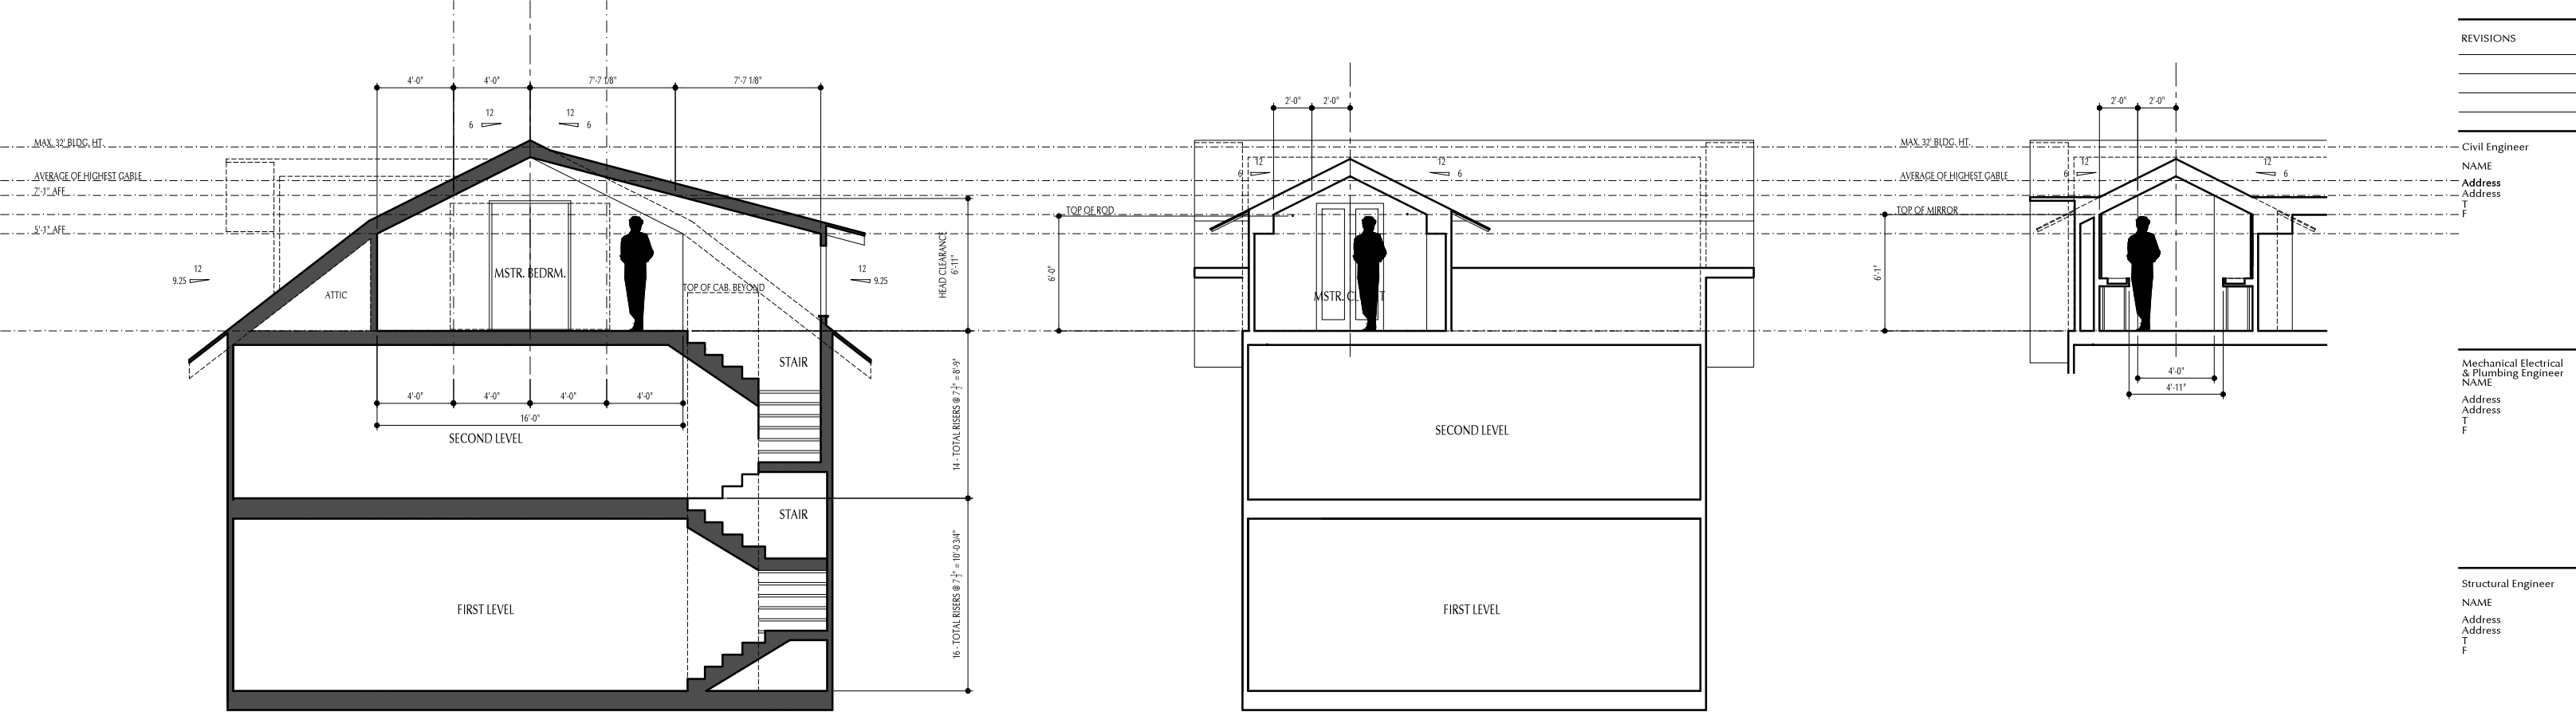 4'-0"
4'-0"
7'-7 1/8"
7'-7 1/8"
12
6
12
6
MAX. 32' BLDG. HT.
AVERAGE OF HIGHEST GABLE
7'-1" AFF
5'-1" AFF
12
9.25
ATTIC
MSTR. BEDRM.
TOP OF CAB. BEYOND
12
9.25
HEAD CLEARANCE
6'-11"
STAIR
4'-0"
4'-0"
4'-0"
4'-0"
16'-0"
SECOND LEVEL
14 - TOTAL RISERS @ 7 1/2" = 8'-9"
STAIR
FIRST LEVEL
16 - TOTAL RISERS @ 7 1/2" = 10'-0 3/4"
2'-0"
2'-0"
12
6
12
6
TOP OF ROD
6'-0"
SECOND LEVEL
FIRST LEVEL
MAX. 32' BLDG. HT.
AVERAGE OF HIGHEST GABLE
TOP OF MIRROR
2'-0"
2'-0"
12
6
12
6
6'-1"
4'-0"
4'-11"
REVISIONS
Civil Engineer
NAME
Address
Address
T
F
Mechanical Electrical
& Plumbing Engineer
NAME
Address
Address
T
F
Structural Engineer
NAME
Address
Address
T
F